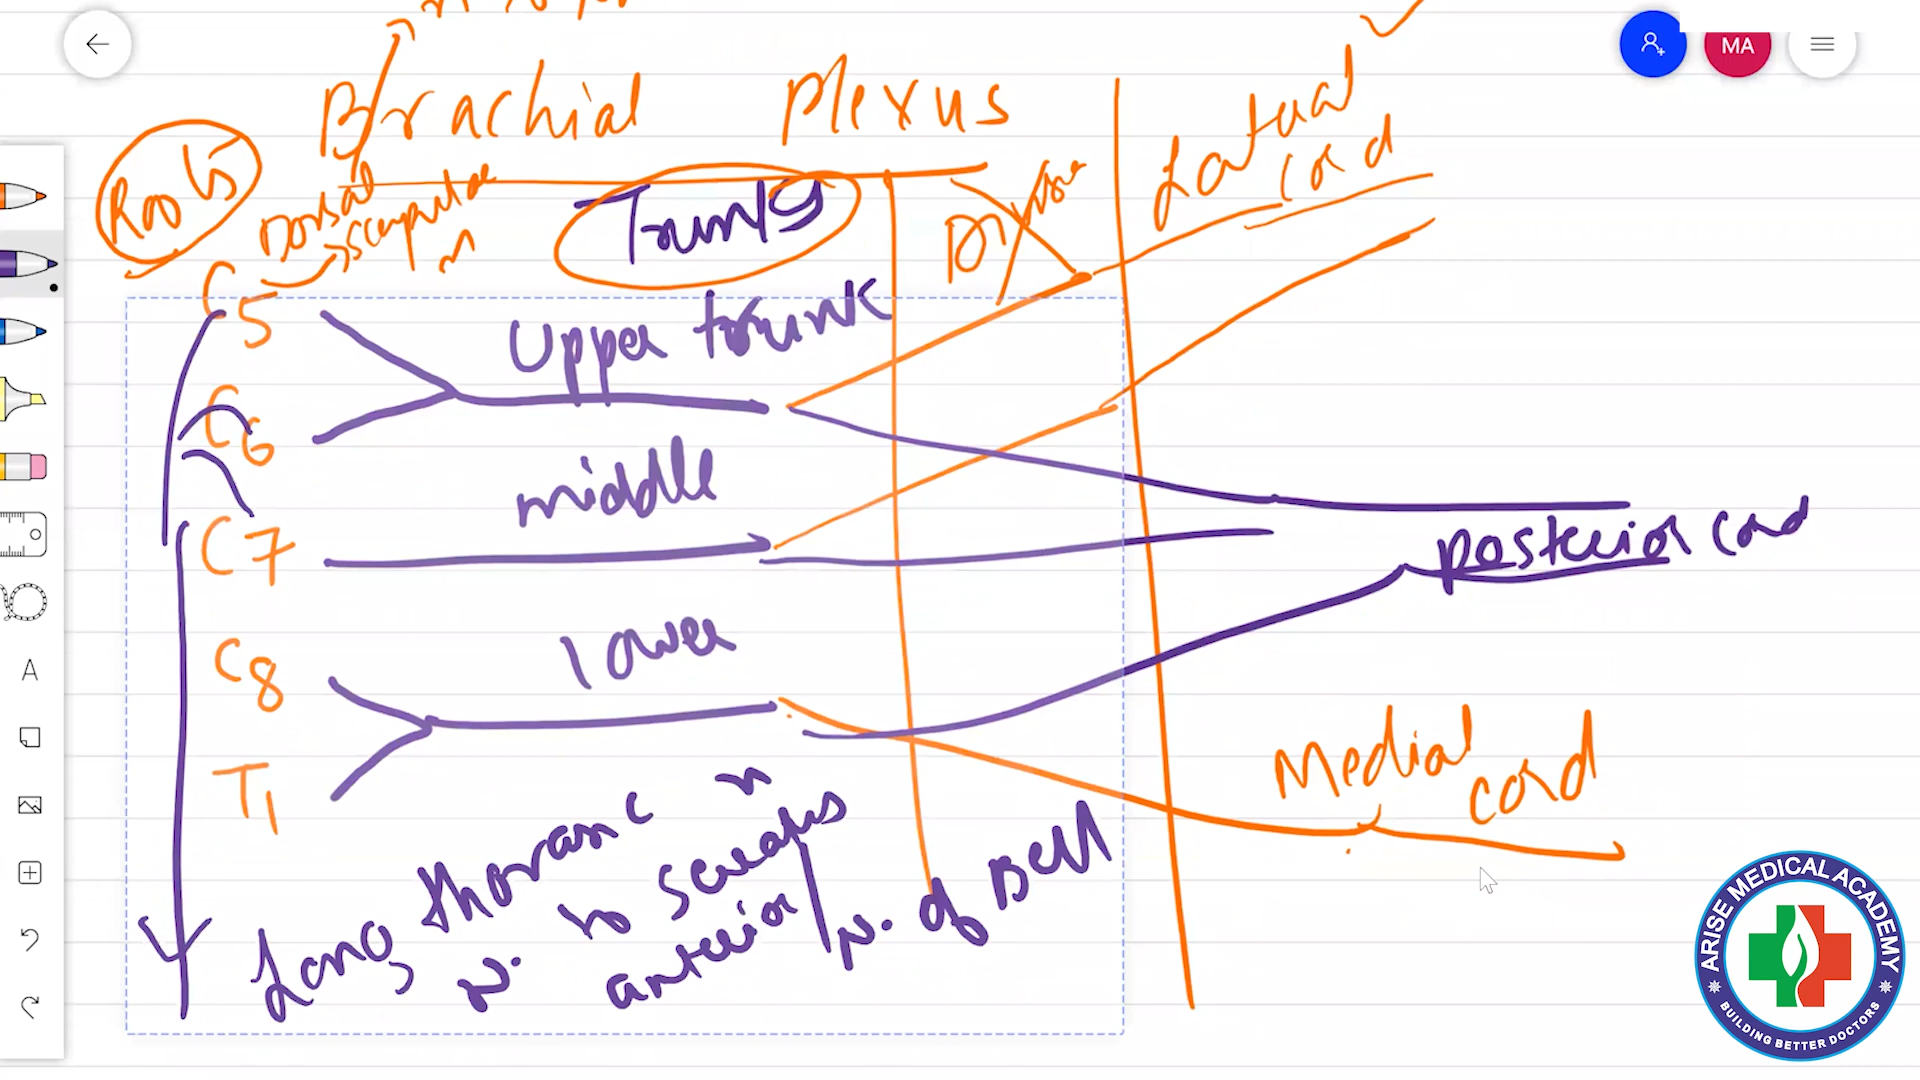 MA
Brachial Plexus
Lateral
cord
Roots
Dorsal
scapular
n
Trunks
C5
Upper trunk
C6
middle
C7
posterior cord
lower
C8
Medial
cord
T1
Long thoracic n
N. to serratus
anterior / N. of Bell
A
ARISE MEDICAL ACADEMY
BUILDING BETTER DOCTORS